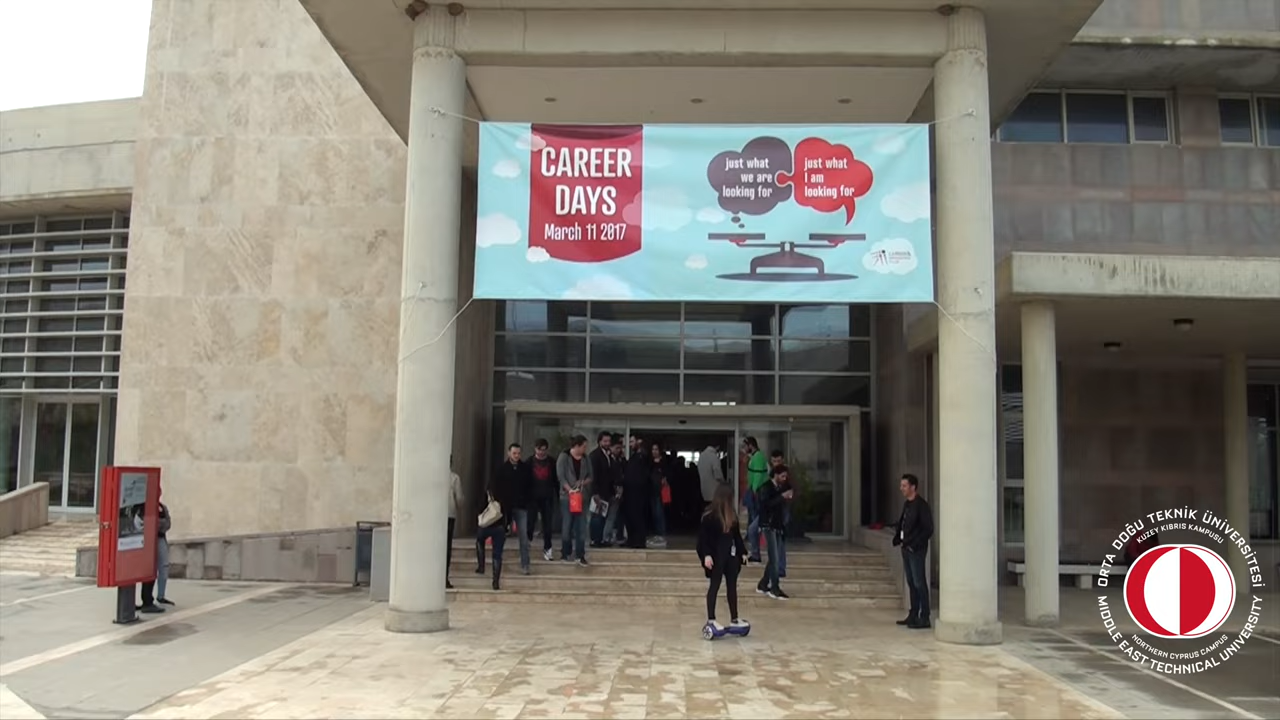 CAREER
DAYS
March 11 2017
just what
we are
looking for
just what
i am
looking for
ORTA DOĞU TEKNİK ÜNİVERSİTESİ
KUZEY KIBRIS KAMPUSU
NORTHERN CYPRUS CAMPUS
MIDDLE EAST TECHNICAL UNIVERSITY